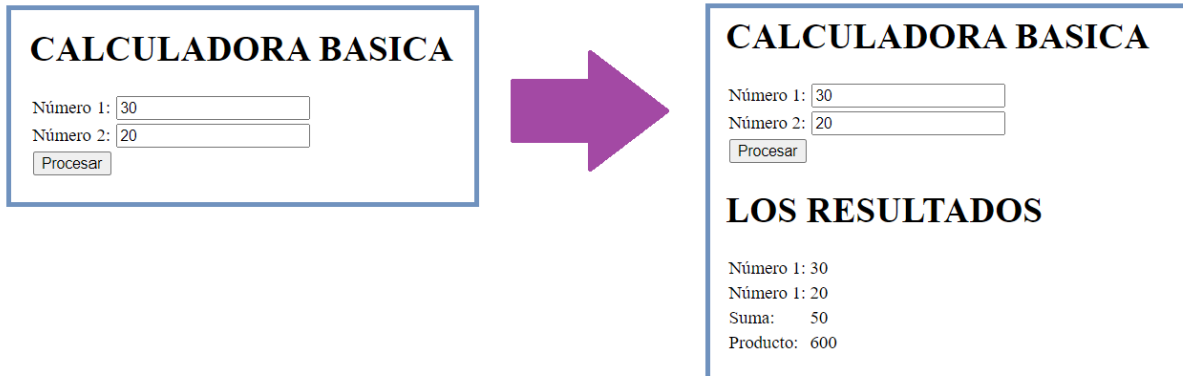 CALCULADORA BASICA
Número 1: 30
Número 2: 20
Procesar
CALCULADORA BASICA
Número 1: 30
Número 2: 20
Procesar
LOS RESULTADOS
Número 1: 30
Número 1: 20
Suma: 50
Producto: 600